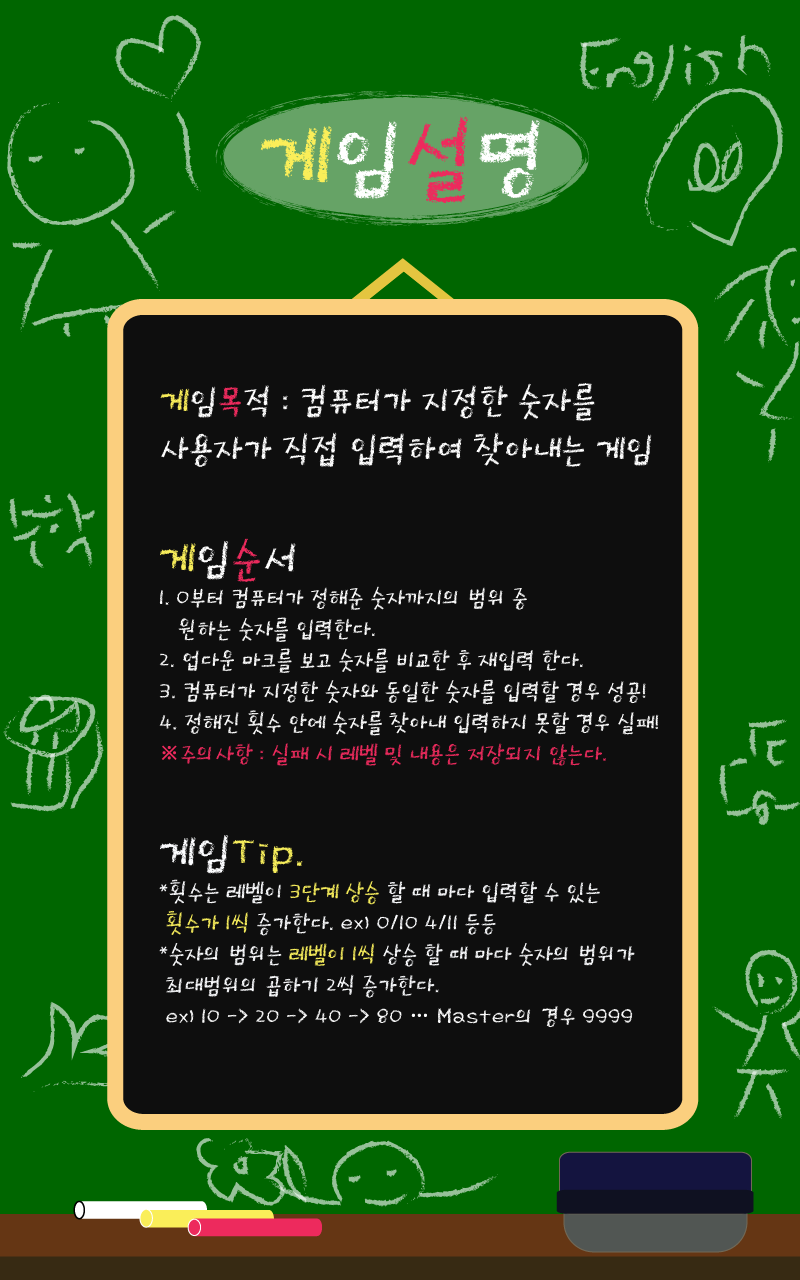 English
게임설명
게임목적 : 컴퓨터가 지정한 숫자를
사용자가 직접 입력하여 찾아내는 게임
수학
게임순서
1. 0부터 컴퓨터가 정해준 숫자까지의 범위 중
원하는 숫자를 입력한다.
2. 업다운 마크를 보고 숫자를 비교한 후 재입력 한다.
3. 컴퓨터가 지정한 숫자와 동일한 숫자를 입력할 경우 성공!
4. 정해진 횟수 안에 숫자를 찾아내 입력하지 못할 경우 실패!
※주의사항 : 실패 시 레벨 및 내용은 저장되지 않는다.
게임Tip.
*횟수는 레벨이 3단계 상승 할 때 마다 입력할 수 있는
횟수가 1씩 증가한다. ex) 0/10 4/11 등등
*숫자의 범위는 레벨이 1씩 상승 할 때 마다 숫자의 범위가
최대범위의 곱하기 2씩 증가한다.
ex) 10 -> 20 -> 40 -> 80 … Master의 경우 9999